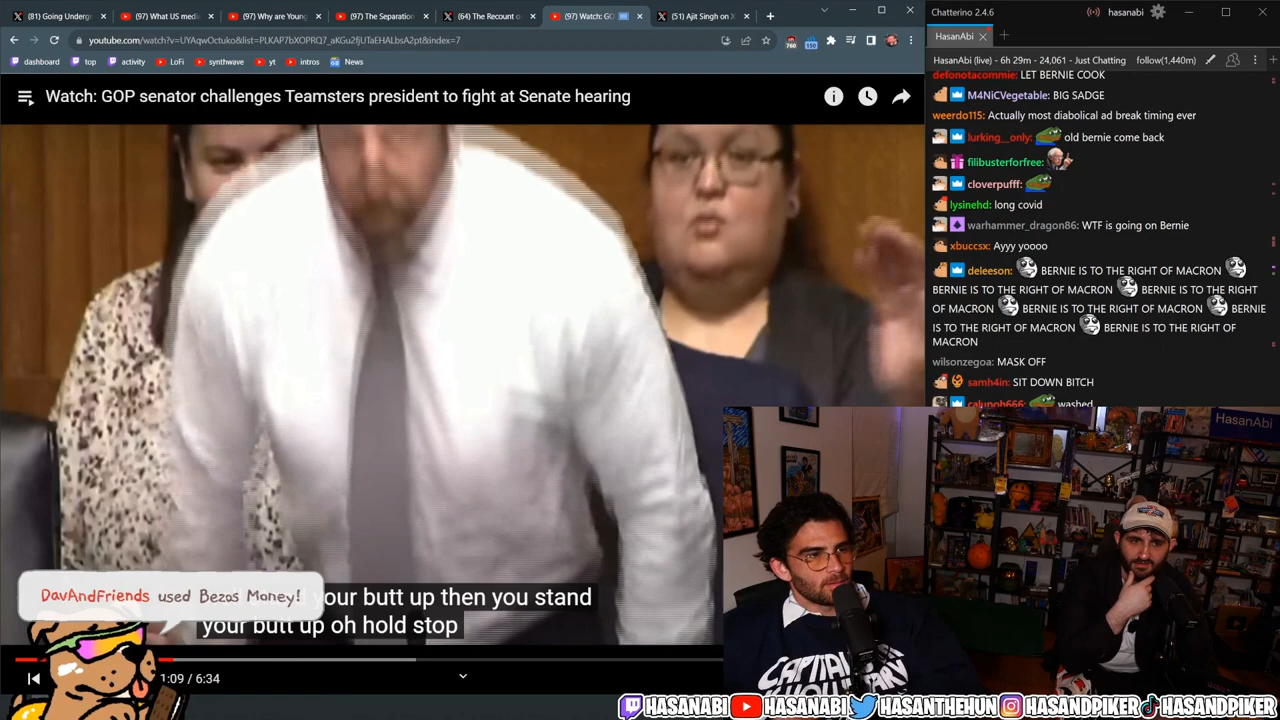 (81) Going Underg
(97) What US medi
(97) Why are Young
(97) The Separation
(64) The Recount o
(97) Watch: GO
(51) Ajit Singh on X
youtube.com/watch?v=UYAqwOctuko&list=PLKAP7bXOPRQ7_aKGu2fjUTaEHALbsA2pt&index=7
760
150
dashboard
top
activity
LoFi
synthwave
yt
intros
News
Watch: GOP senator challenges Teamsters president to fight at Senate hearing
your butt up then you stand
your butt up oh hold stop
DavAndFriends used Bezos Money!
1:09 / 6:34
Chatterino 2.4.6
hasanabi
HasanAbi
HasanAbi (live) - 6h 29m - 24,061 - Just Chatting
follow(1,440m)
defonotacommie: LET BERNIE COOK
M4NiCVegetable: BIG SADGE
weerdo115: Actually most diabolical ad break timing ever
lurking__only: old bernie come back
filibusterforfree:
cloverpufff:
lysinehd: long covid
warhammer_dragon86: WTF is going on Bernie
xbuccsx: Ayyy yoooo
deleeson: BERNIE IS TO THE RIGHT OF MACRON
BERNIE IS TO THE RIGHT OF MACRON BERNIE IS TO THE RIGHT
OF MACRON BERNIE IS TO THE RIGHT OF MACRON BERNIE
IS TO THE RIGHT OF MACRON BERNIE IS TO THE RIGHT OF
MACRON
wilsonzegoa: MASK OFF
samh4in: SIT DOWN BITCH
calupoh666: washed
HasanAbi
HASANABI
HASANABI
HASANTHEHUN
HASANDPIKER
HASANDPIKER